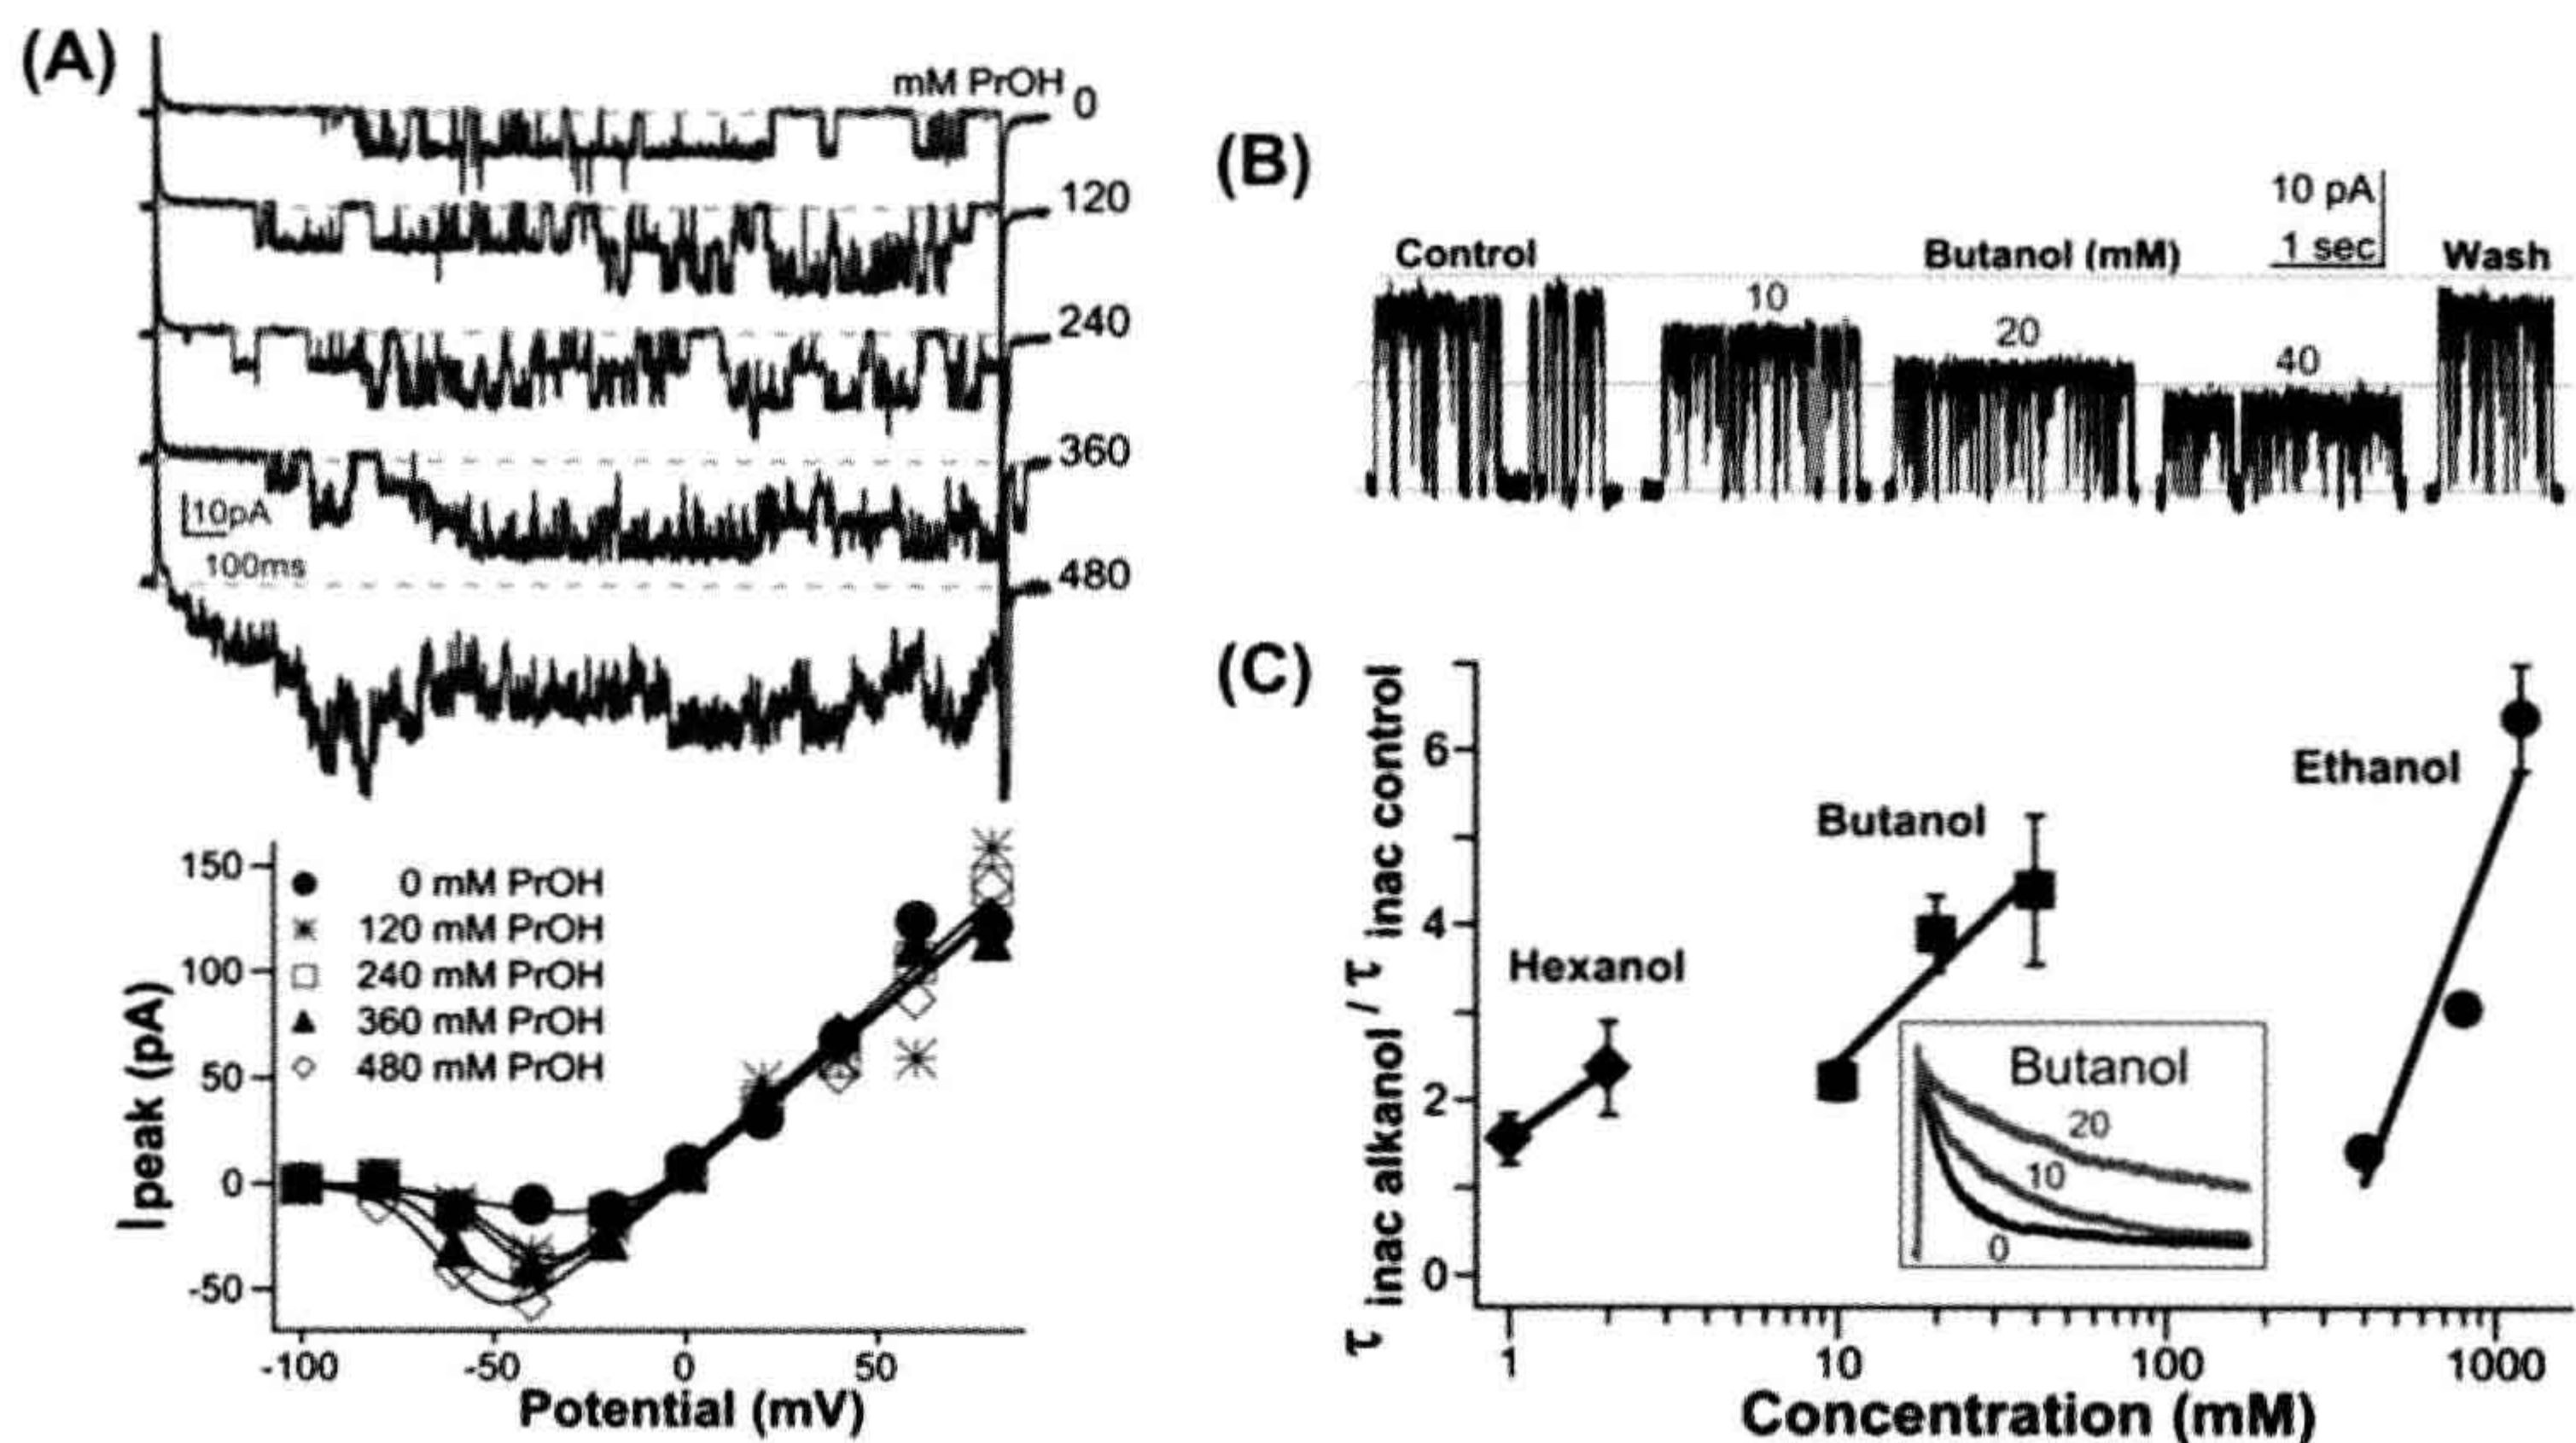 (A)
mM PrOH
0
120
240
360
10pA
100ms
480
150
100
50
0
-50
I peak (pA)
0 mM PrOH
120 mM PrOH
240 mM PrOH
360 mM PrOH
480 mM PrOH
-100
-50
0
50
Potential (mV)
(B)
10 pA
1 sec
Control
Butanol (mM)
Wash
10
20
40
(C)
τ inac alkanol / τ inac control
6
4
2
0
Hexanol
Butanol
Ethanol
Butanol
20
10
0
1
10
100
1000
Concentration (mM)